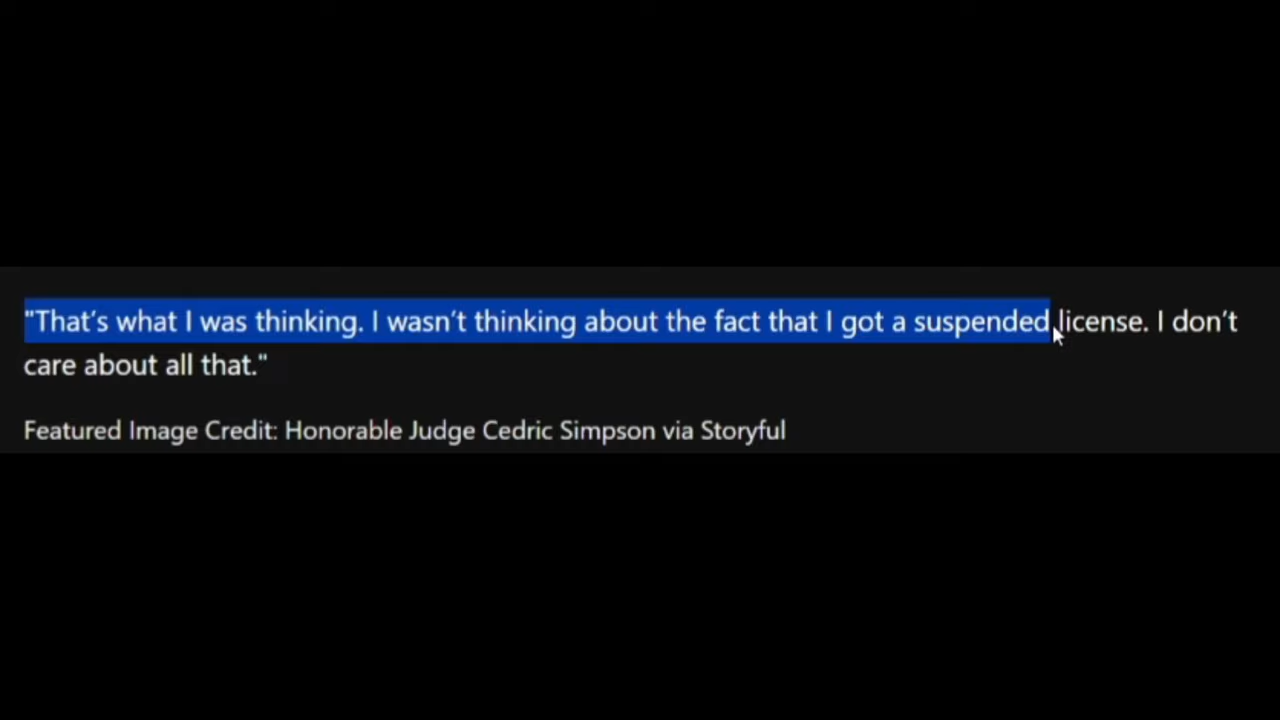 "That’s what I was thinking. I wasn’t thinking about the fact that I got a suspended license. I don’t
care about all that."
Featured Image Credit: Honorable Judge Cedric Simpson via Storyful